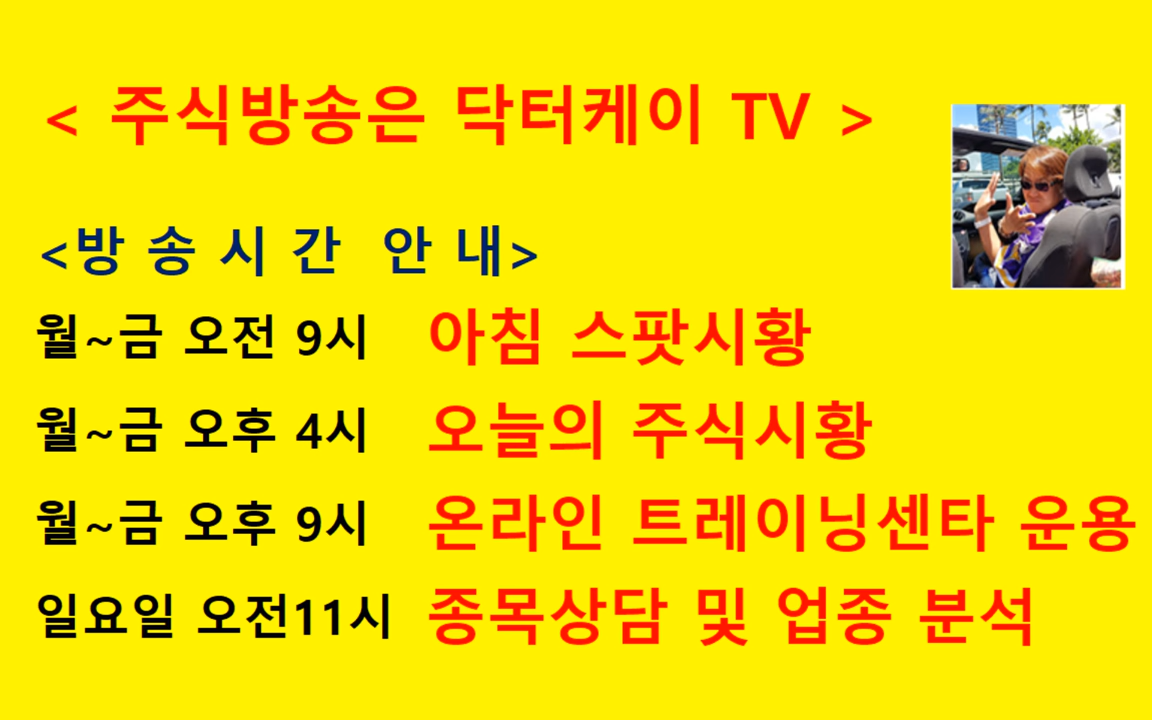 < 주식방송은 닥터케이 TV >
<방 송 시 간 안 내>
월~금 오전 9시 아침 스팟시황
월~금 오후 4시 오늘의 주식시황
월~금 오후 9시 온라인 트레이닝센타 운용
일요일 오전11시 종목상담 및 업종 분석